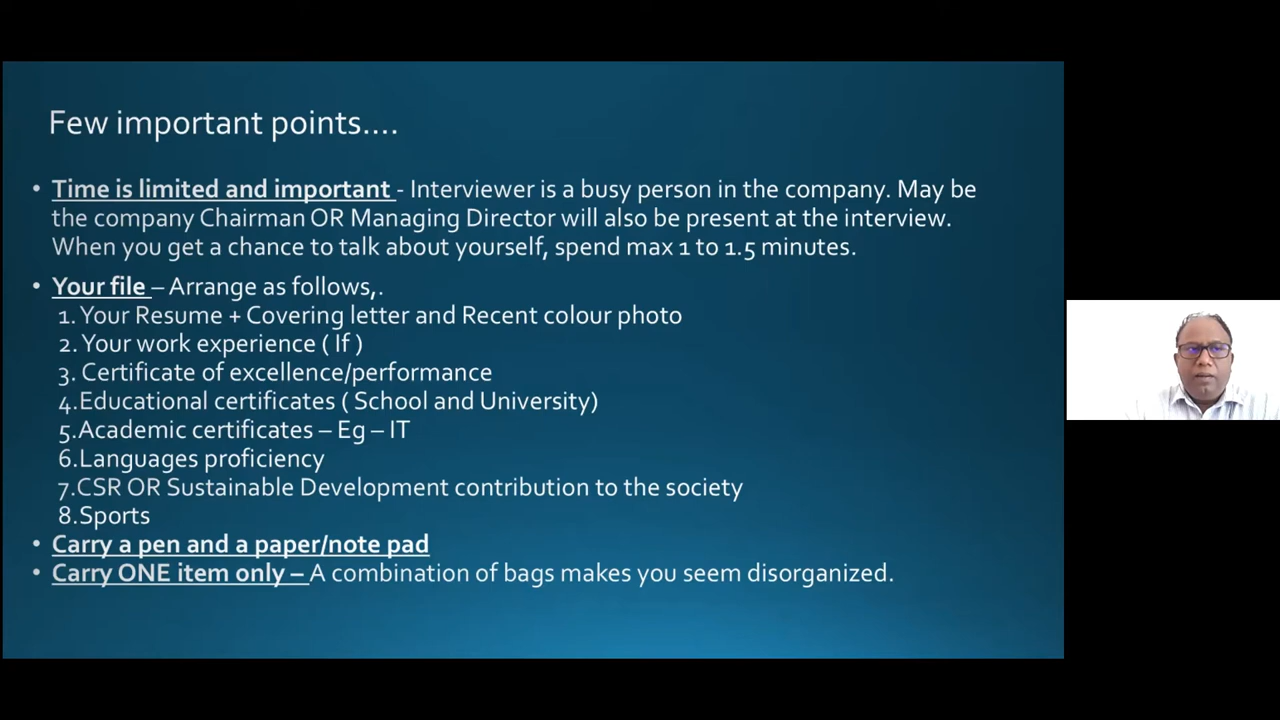 Few important points....
• Time is limited and important - Interviewer is a busy person in the company. May be
the company Chairman OR Managing Director will also be present at the interview.
When you get a chance to talk about yourself, spend max 1 to 1.5 minutes.
• Your file – Arrange as follows,.
1. Your Resume + Covering letter and Recent colour photo
2. Your work experience ( If )
3. Certificate of excellence/performance
4.Educational certificates ( School and University)
5.Academic certificates – Eg – IT
6.Languages proficiency
7.CSR OR Sustainable Development contribution to the society
8.Sports
• Carry a pen and a paper/note pad
• Carry ONE item only – A combination of bags makes you seem disorganized.